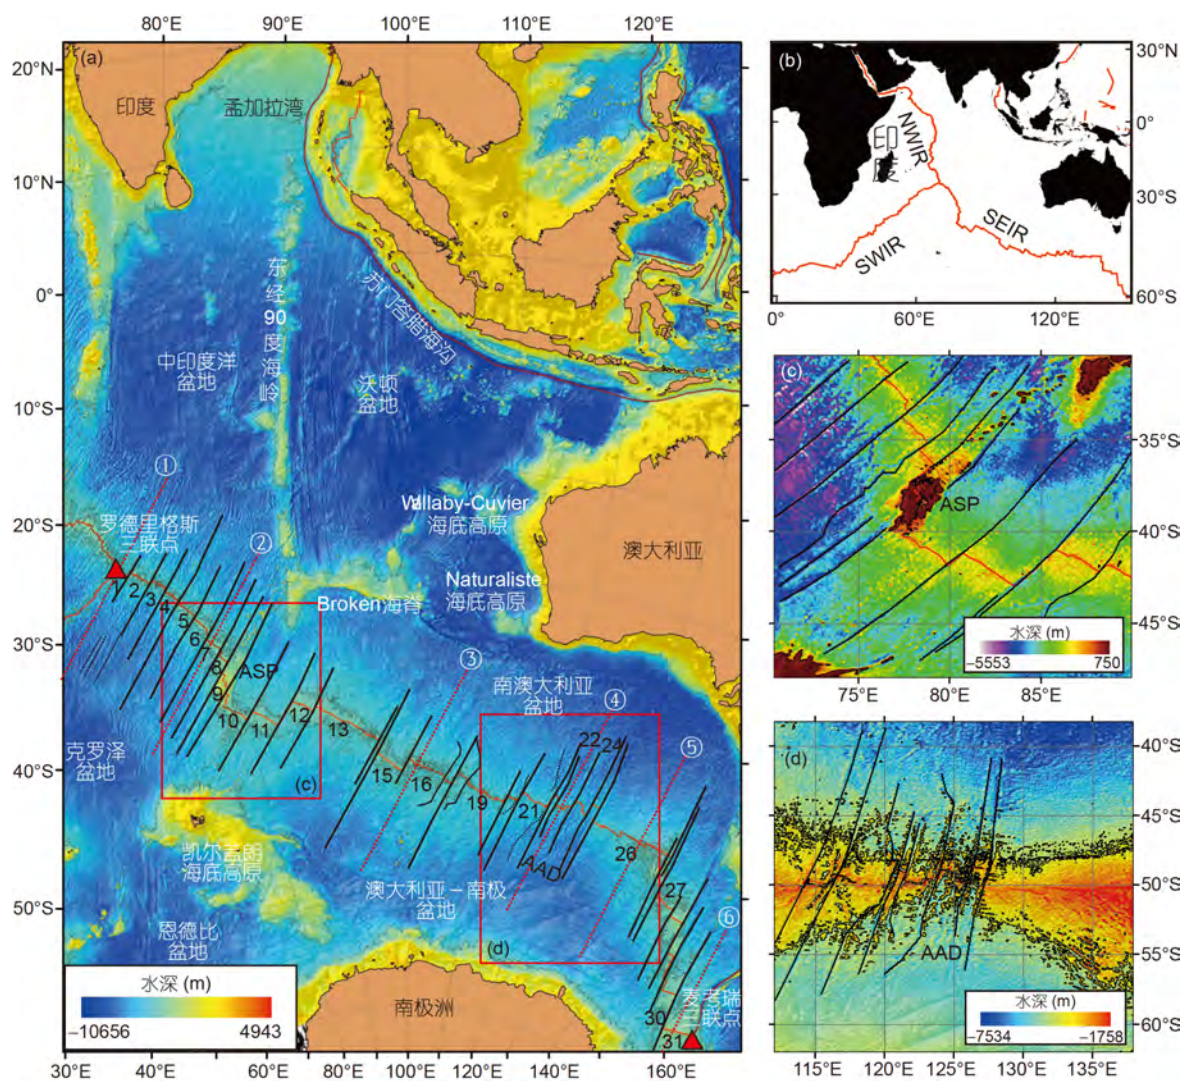 80°E 90°E 100°E 110°E 120°E
(a)
20°N
10°N
0°
10°S
20°S
30°S
40°S
50°S
印度
孟加拉湾
东经90度海岭
苏门答腊海沟
中印度洋
盆地
沃顿
盆地
Wallaby-Cuvier
海底高原
澳大利亚
①
罗德里格斯
三联点
②
Naturaliste
海底高原
Broken海脊
1
2
3
4
5
6
7
8
9
10
11
12
13
15
16
19
21
22
24
26
27
30
31
ASP
③
南澳大利亚
盆地
④
⑤
⑥
克罗泽
盆地
(c)
AAD
凯尔盖朗
海底高原
澳大利亚－南极
盆地
(d)
恩德比
盆地
麦考瑞
三联点
南极洲
水深 (m)
−10656 4943
30°E 40°E 50°E 60°E 70°E 80°E 100°E 120°E 140°E 160°E
(b)
30°N
0°
30°S
60°S
印度
NWIR
SWIR
SEIR
0° 60°E 120°E
(c)
35°S
40°S
45°S
ASP
水深 (m)
−5553 750
75°E 80°E 85°E
(d)
40°S
45°S
50°S
55°S
60°S
AAD
水深 (m)
−7534 −1758
112°E 115°E 120°E 125°E 130°E 135°E